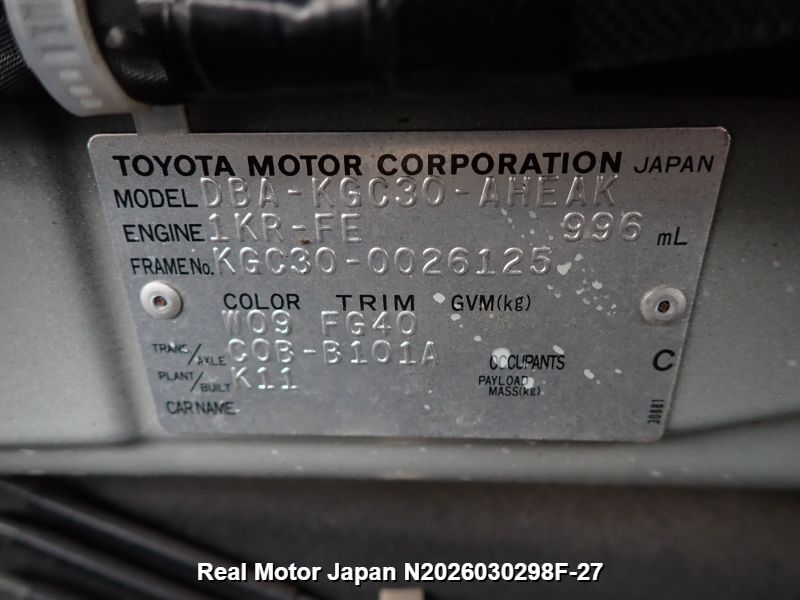 TOYOTA MOTOR CORPORATION JAPAN
MODEL DBA-KGC30-AHEAK
ENGINE 1KR-FE 996 mL
FRAME No. KGC30-0026125
COLOR TRIM GVM(kg)
W09 FG40
TRANS/AXLE C0B-B101A OCCUPANTS C
PLANT/BUILT K11 PAYLOAD MASS(kg)
CAR NAME
30881
Real Motor Japan N2026030298F-27